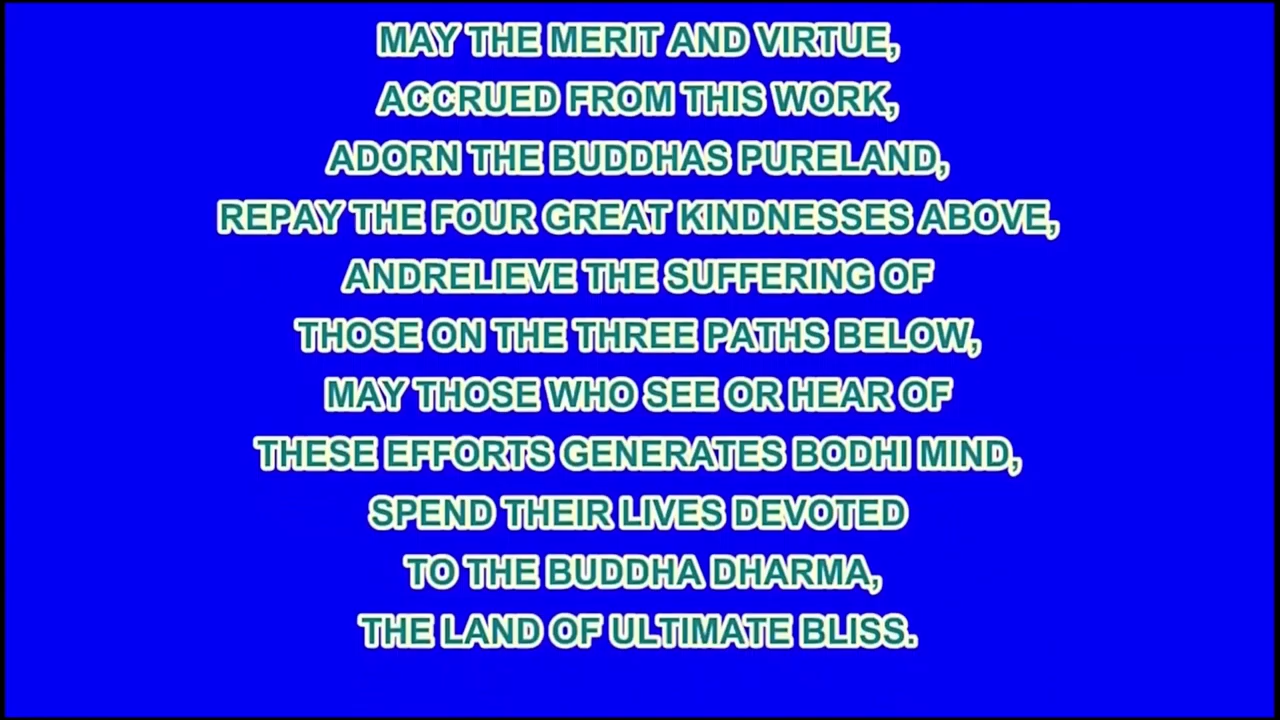 MAY THE MERIT AND VIRTUE,
ACCRUED FROM THIS WORK,
ADORN THE BUDDHAS PURELAND,
REPAY THE FOUR GREAT KINDNESSES ABOVE,
ANDRELIEVE THE SUFFERING OF
THOSE ON THE THREE PATHS BELOW,
MAY THOSE WHO SEE OR HEAR OF
THESE EFFORTS GENERATES BODHI MIND,
SPEND THEIR LIVES DEVOTED
TO THE BUDDHA DHARMA,
THE LAND OF ULTIMATE BLISS.